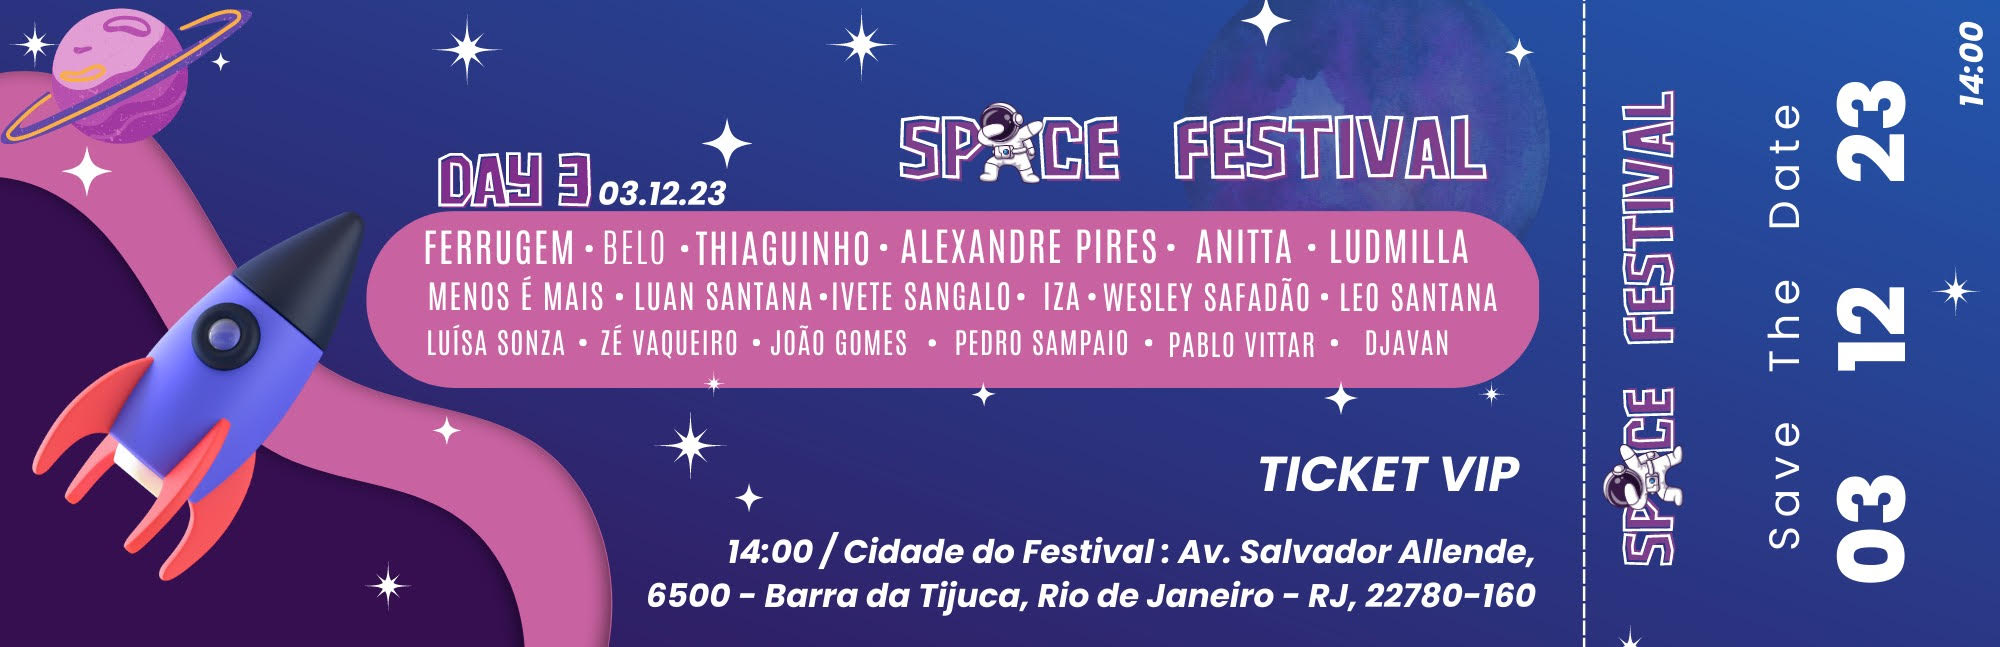 SPACE FESTIVAL
DAY 3 03.12.23
FERRUGEM • BELO • THIAGUINHO • ALEXANDRE PIRES • ANITTA • LUDMILLA
MENOS É MAIS • LUAN SANTANA • IVETE SANGALO • IZA • WESLEY SAFADÃO • LEO SANTANA
LUÍSA SONZA • ZÉ VAQUEIRO • JOÃO GOMES • PEDRO SAMPAIO • PABLO VITTAR • DJAVAN
TICKET VIP
14:00 / Cidade do Festival : Av. Salvador Allende,
6500 - Barra da Tijuca, Rio de Janeiro - RJ, 22780-160
SPACE FESTIVAL
Save The Date
03 12 23
14:00